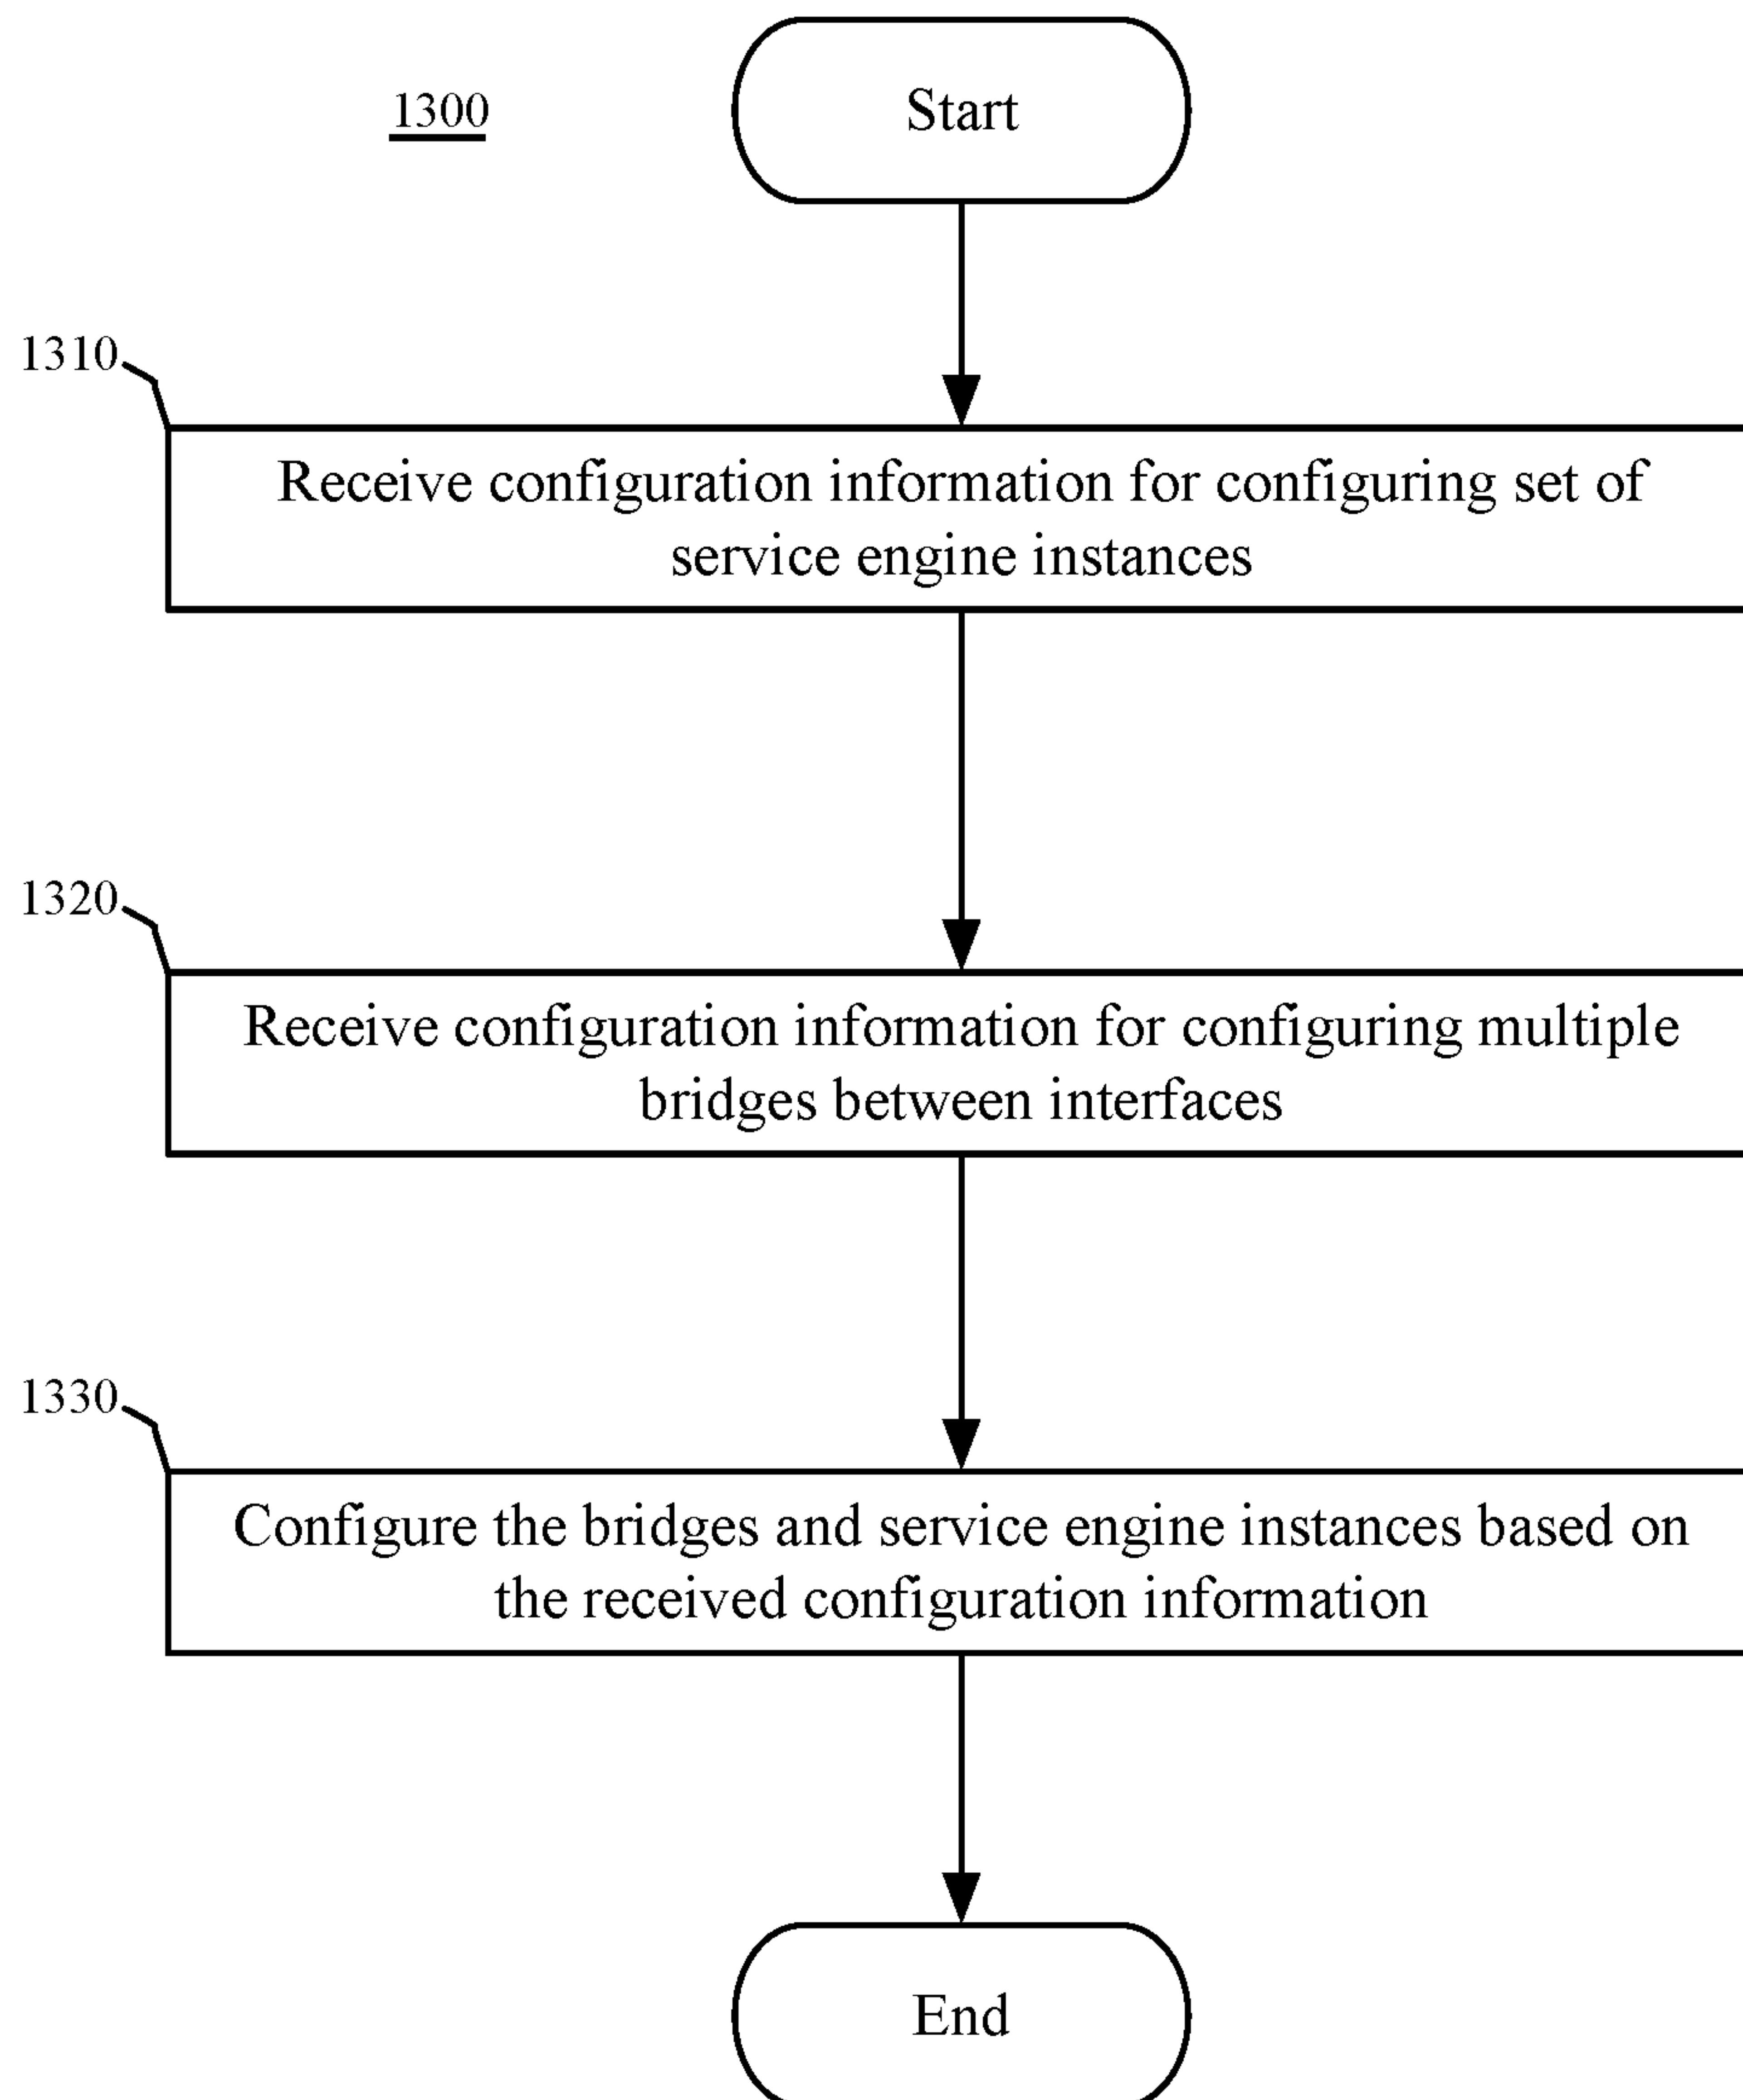 1300
Start
1310
Receive configuration information for configuring set of
service engine instances
1320
Receive configuration information for configuring multiple
bridges between interfaces
1330
Configure the bridges and service engine instances based on
the received configuration information
End